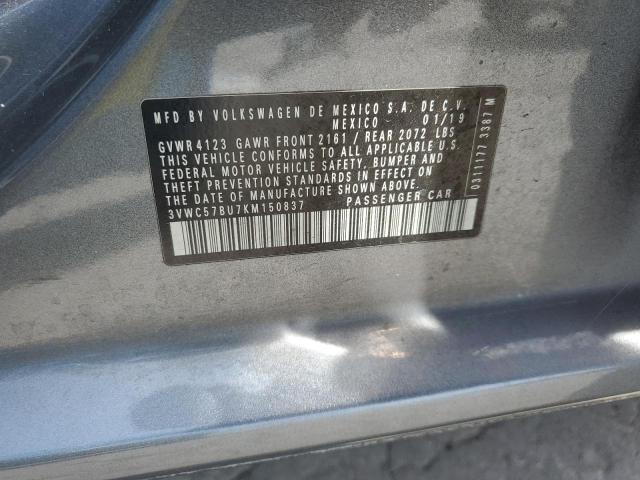 MFD BY VOLKSWAGEN DE MEXICO S.A. DE C.V.
MEXICO 01/19
GVWR 4123 GAWR FRONT 2161 / REAR 2072 LBS
THIS VEHICLE CONFORMS TO ALL APPLICABLE U.S.
FEDERAL MOTOR VEHICLE SAFETY, BUMPER AND
THEFT PREVENTION STANDARDS IN EFFECT ON
THE DATE OF MANUFACTURE SHOWN ABOVE.
3VWC57BU7KM150837 PASSENGER CAR
0311177 3387 M